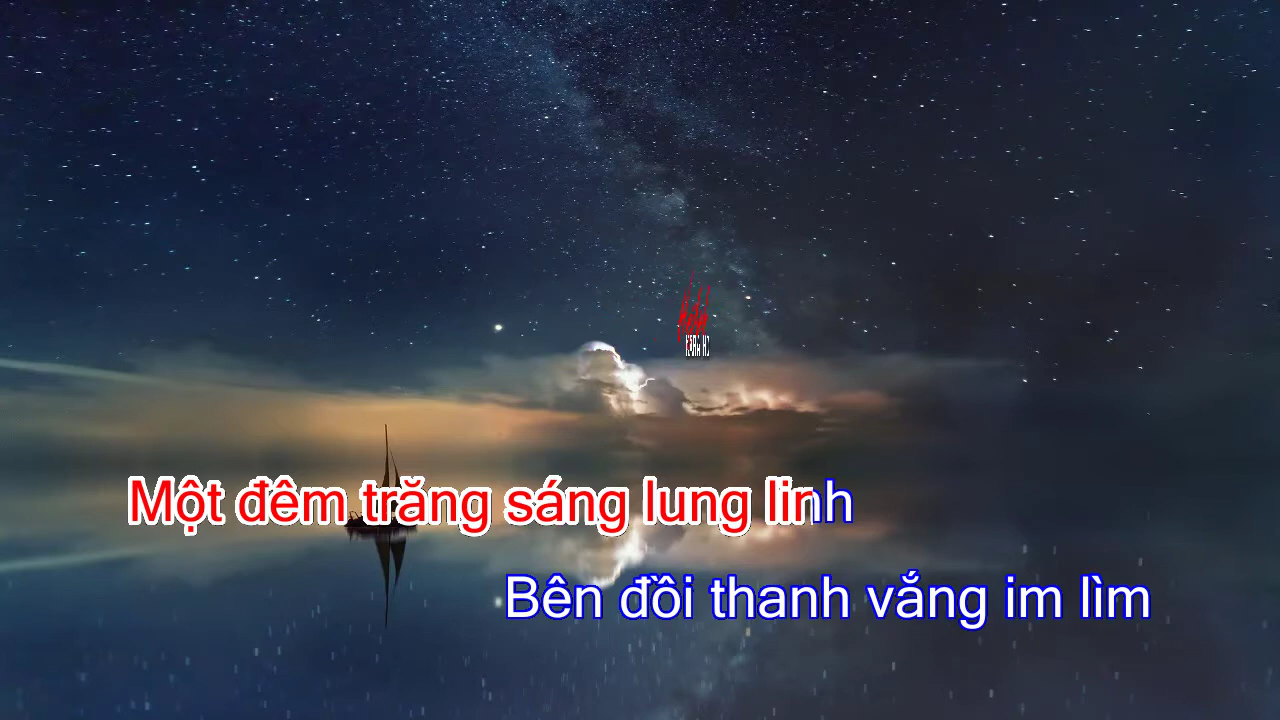 Một đêm trăng sáng lung linh
Bên đồi thanh vắng im lìm